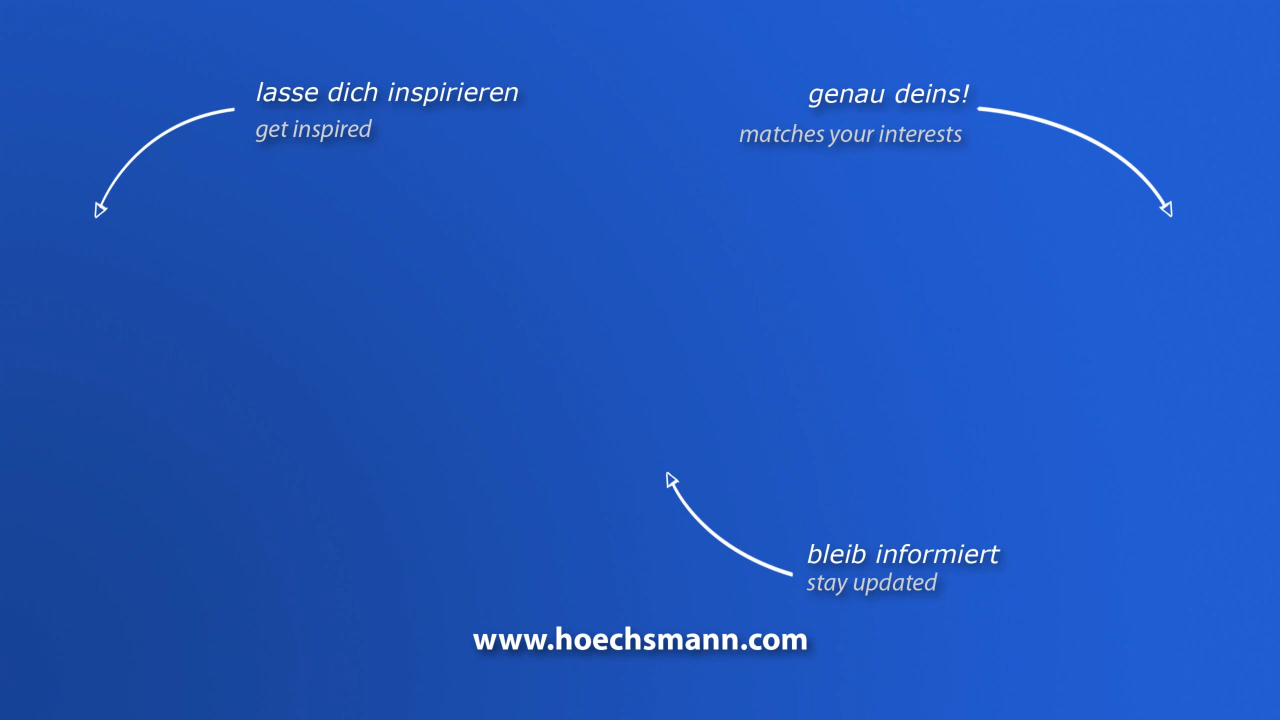 lasse dich inspirieren
get inspired
genau deins!
matches your interests
bleib informiert
stay updated
www.hoechsmann.com